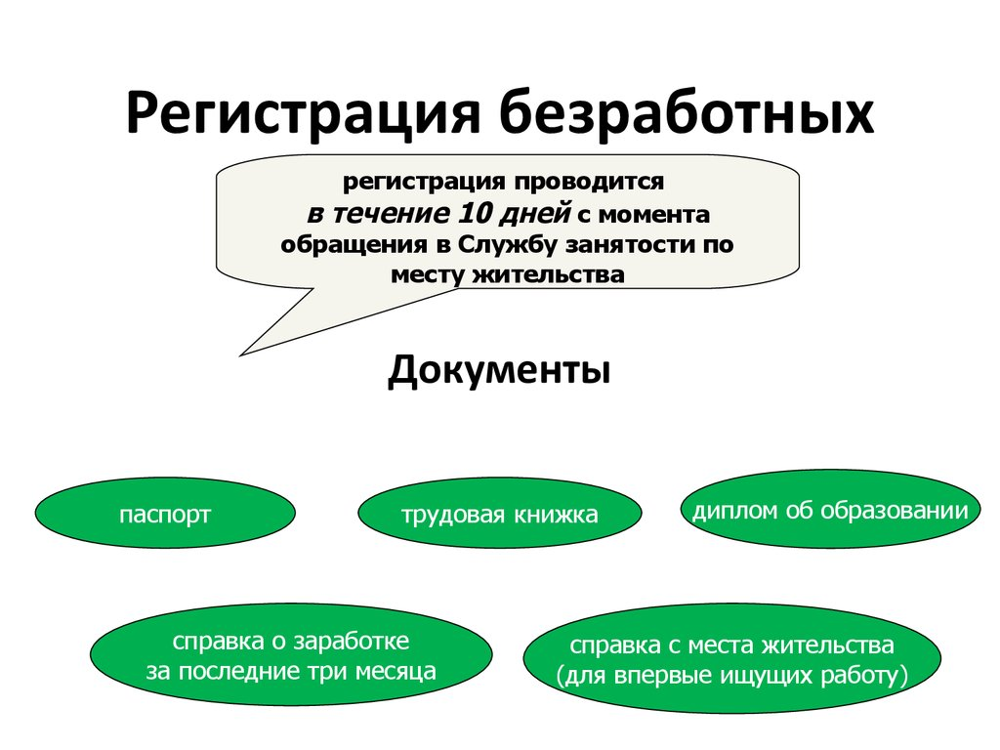 Регистрация безработных
регистрация проводится
в течение 10 дней с момента
обращения в Службу занятости по
месту жительства
Документы
паспорт
трудовая книжка
диплом об образовании
справка о заработке
за последние три месяца
справка с места жительства
(для впервые ищущих работу)